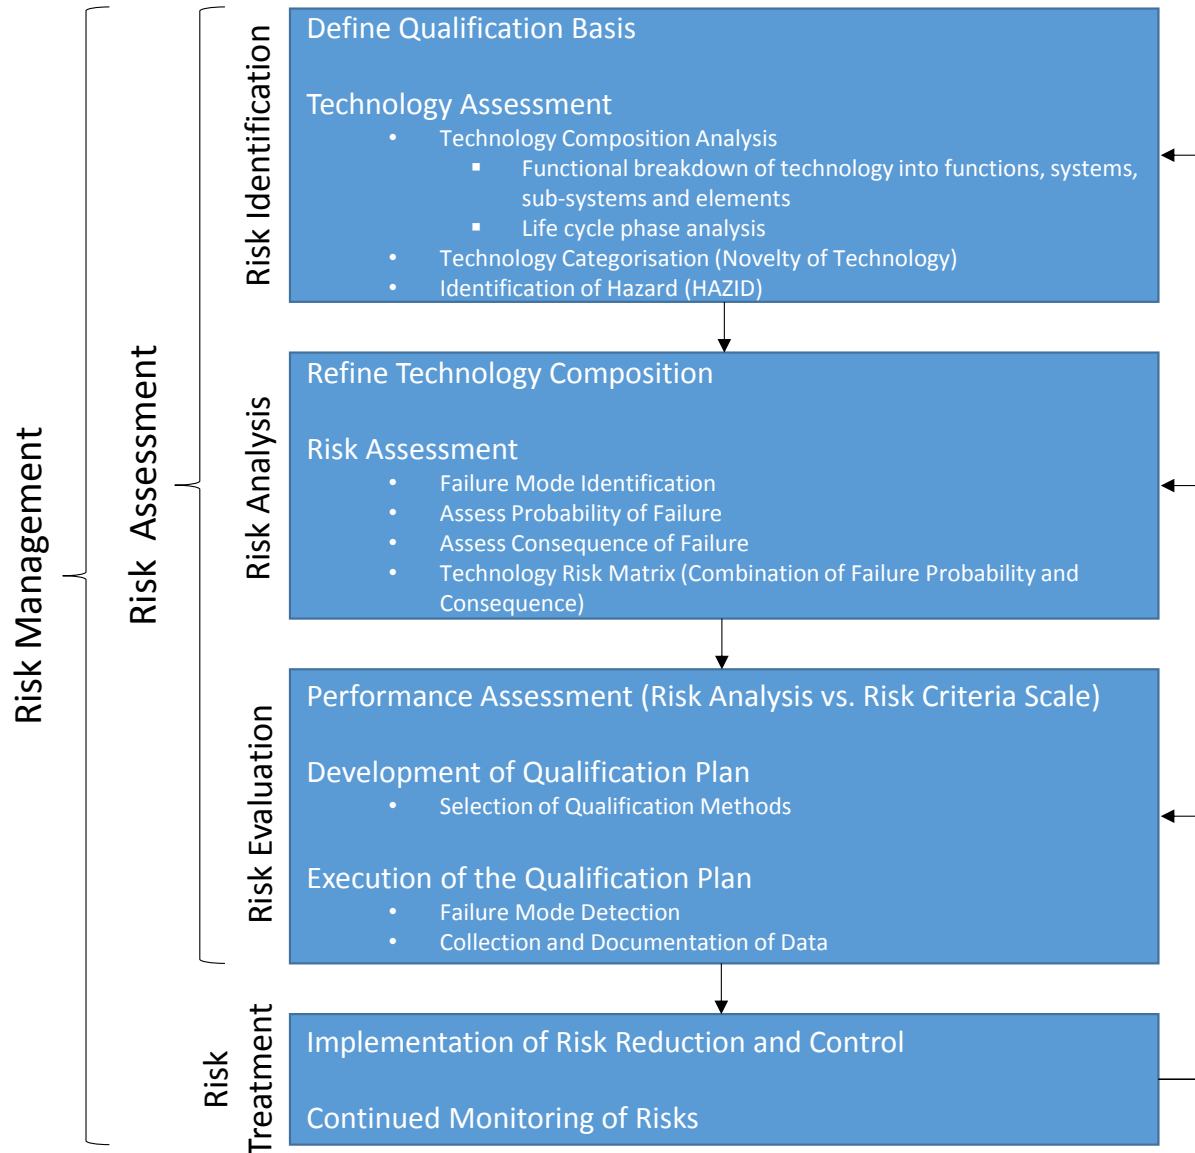 Risk Management
Risk Assessment
Risk Identification
Define Qualification Basis
Technology Assessment
• Technology Composition Analysis
▪ Functional breakdown of technology into functions, systems,
sub-systems and elements
▪ Life cycle phase analysis
• Technology Categorisation (Novelty of Technology)
• Identification of Hazard (HAZID)
Risk Analysis
Refine Technology Composition
Risk Assessment
• Failure Mode Identification
• Assess Probability of Failure
• Assess Consequence of Failure
• Technology Risk Matrix (Combination of Failure Probability and
Consequence)
Risk Evaluation
Performance Assessment (Risk Analysis vs. Risk Criteria Scale)
Development of Qualification Plan
• Selection of Qualification Methods
Execution of the Qualification Plan
• Failure Mode Detection
• Collection and Documentation of Data
Risk
Treatment
Implementation of Risk Reduction and Control
Continued Monitoring of Risks